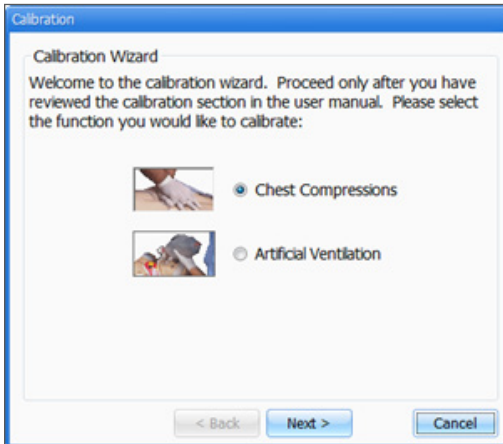 Calibration
Calibration Wizard
Welcome to the calibration wizard. Proceed only after you have
reviewed the calibration section in the user manual. Please select
the function you would like to calibrate:
Chest Compressions
Artificial Ventilation
< Back
Next >
Cancel